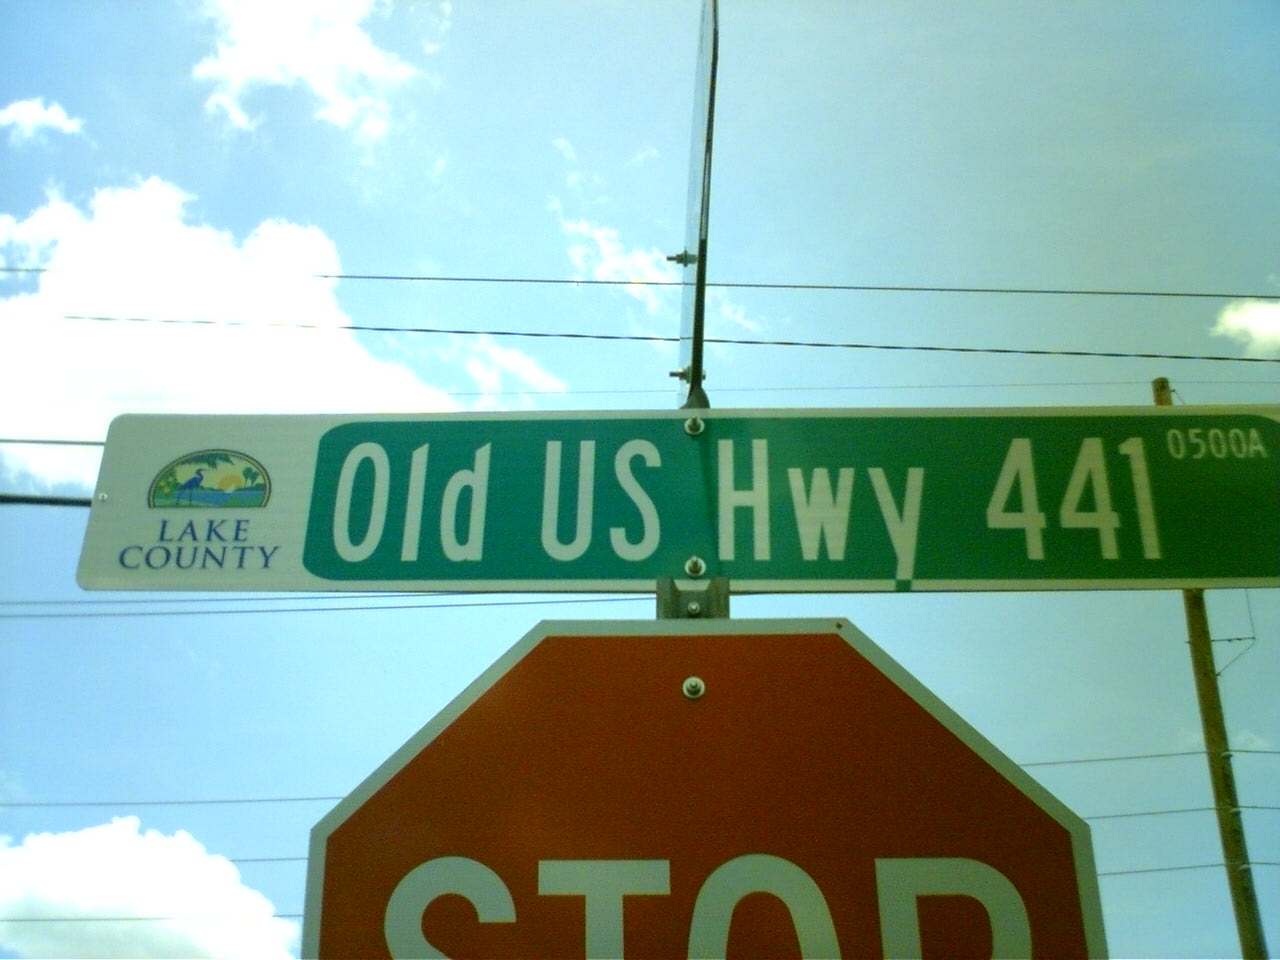 LAKE
COUNTY
Old US Hwy 441 0500A
STOP